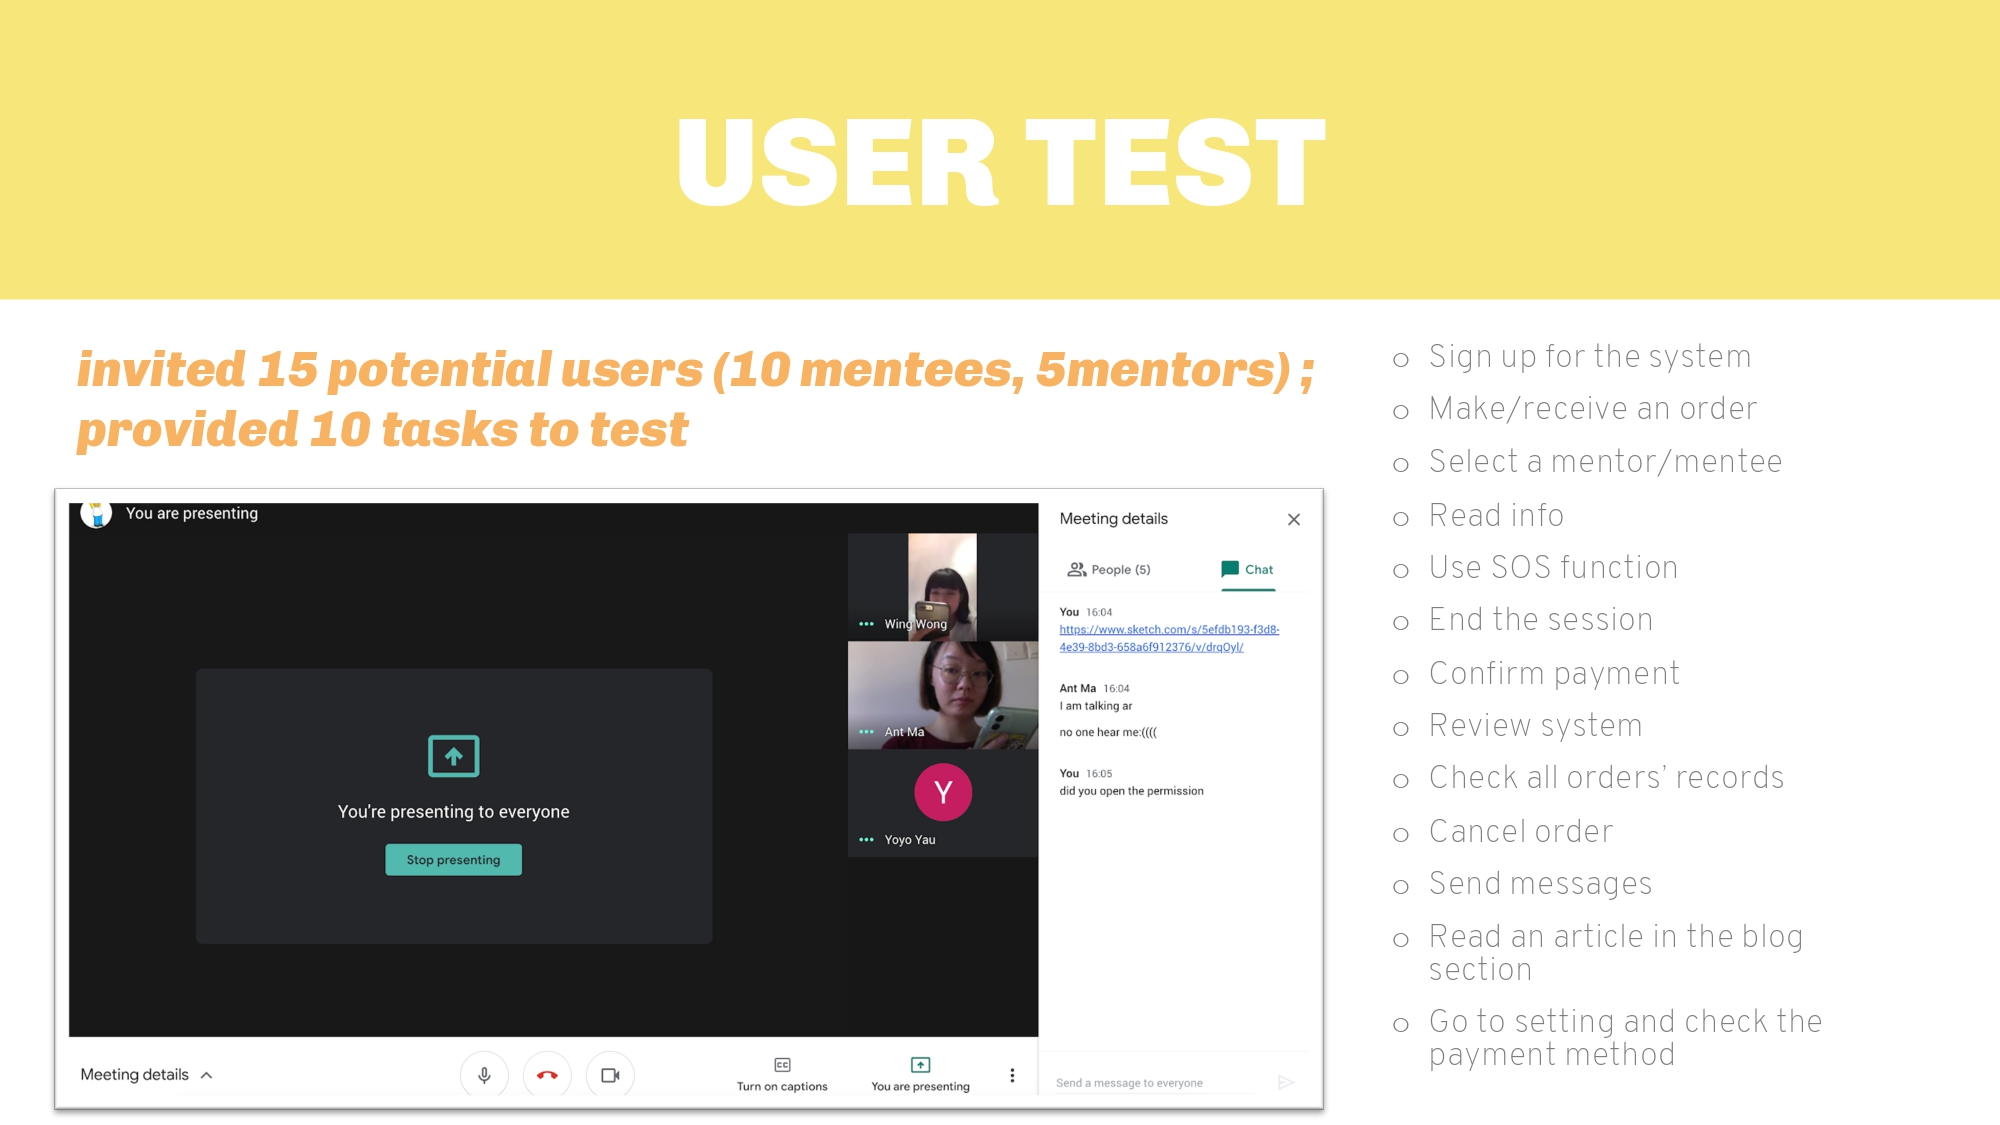 USER TEST
invited 15 potential users (10 mentees, 5mentors) ;
provided 10 tasks to test
You are presenting
Wing Wong
Ant Ma
Y
Yoyo Yau
You're presenting to everyone
Stop presenting
Meeting details
People (5)
Chat
You 16:04
https://www.sketch.com/s/5efdb193-f3d8-
4e39-8bd3-658a6f912376/v/drqOyl/
Ant Ma 16:04
I am talking ar
no one hear me:((((
You 16:05
did you open the permission
Send a message to everyone
Meeting details
CC
Turn on captions
You are presenting
o Sign up for the system
o Make/receive an order
o Select a mentor/mentee
o Read info
o Use SOS function
o End the session
o Confirm payment
o Review system
o Check all orders’ records
o Cancel order
o Send messages
o Read an article in the blog
section
o Go to setting and check the
payment method